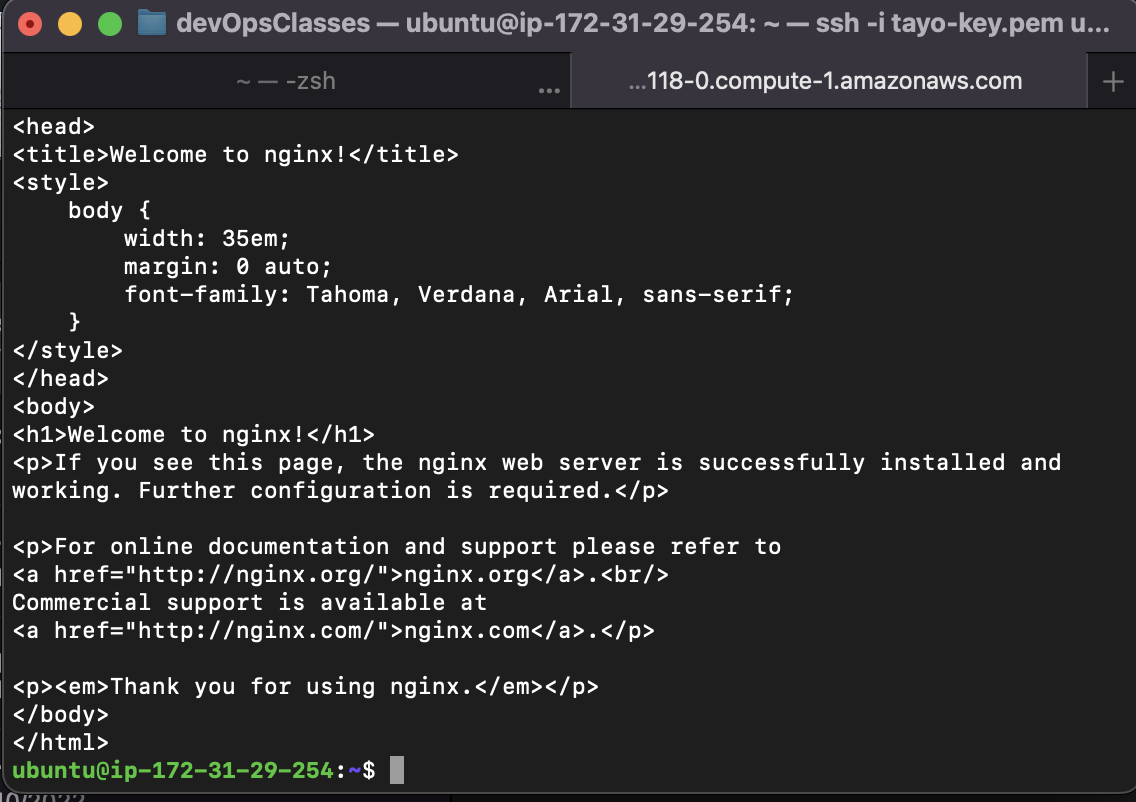 devOpsClasses — ubuntu@ip-172-31-29-254: ~ — ssh -i tayo-key.pem u...
~ — -zsh ... ...118-0.compute-1.amazonaws.com +
<head>
<title>Welcome to nginx!</title>
<style>
    body {
        width: 35em;
        margin: 0 auto;
        font-family: Tahoma, Verdana, Arial, sans-serif;
    }
</style>
</head>
<body>
<h1>Welcome to nginx!</h1>
<p>If you see this page, the nginx web server is successfully installed and
working. Further configuration is required.</p>

<p>For online documentation and support please refer to
<a href="http://nginx.org/">nginx.org</a>.<br/>
Commercial support is available at
<a href="http://nginx.com/">nginx.com</a>.</p>

<p><em>Thank you for using nginx.</em></p>
</body>
</html>
ubuntu@ip-172-31-29-254:~$